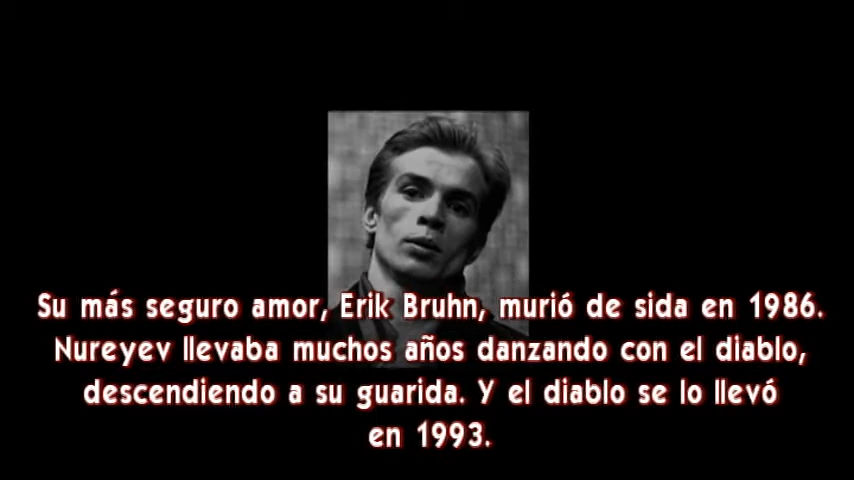 Su más seguro amor, Erik Bruhn, murió de sida en 1986.
Nureyev llevaba muchos años danzando con el diablo,
descendiendo a su guarida. Y el diablo se lo llevó
en 1993.